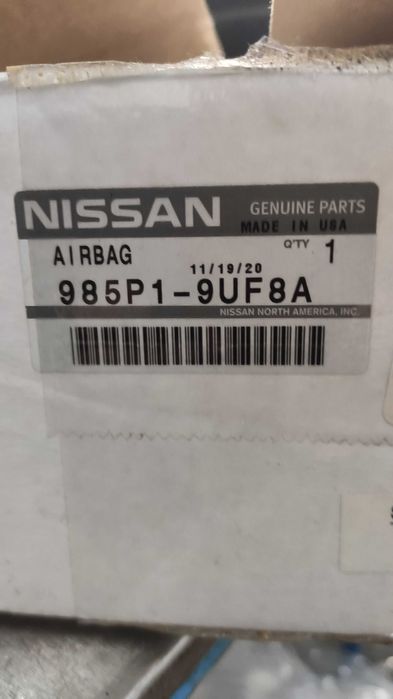 NISSAN GENUINE PARTS
MADE IN USA
AIRBAG Q'TY 1
11/19/20
985P1-9UF8A
NISSAN NORTH AMERICA, INC.